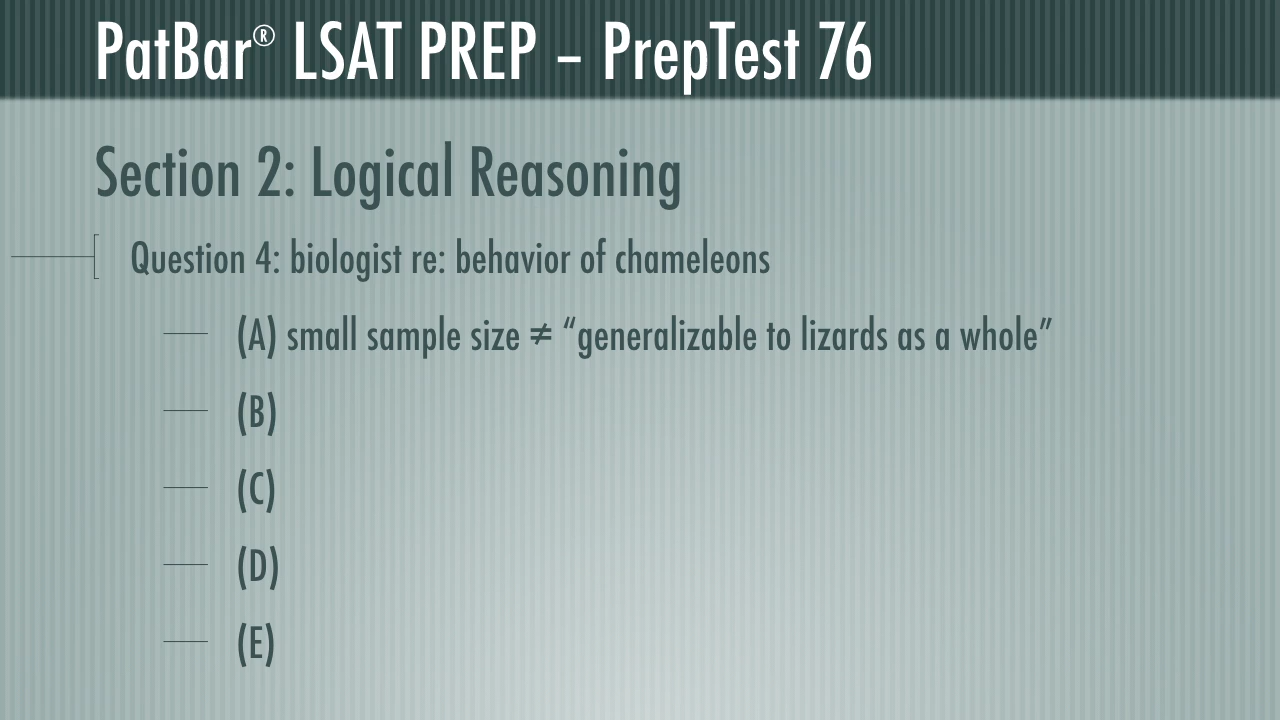 PatBar® LSAT PREP – PrepTest 76
Section 2: Logical Reasoning
Question 4: biologist re: behavior of chameleons
(A) small sample size ≠ “generalizable to lizards as a whole”
(B)
(C)
(D)
(E)